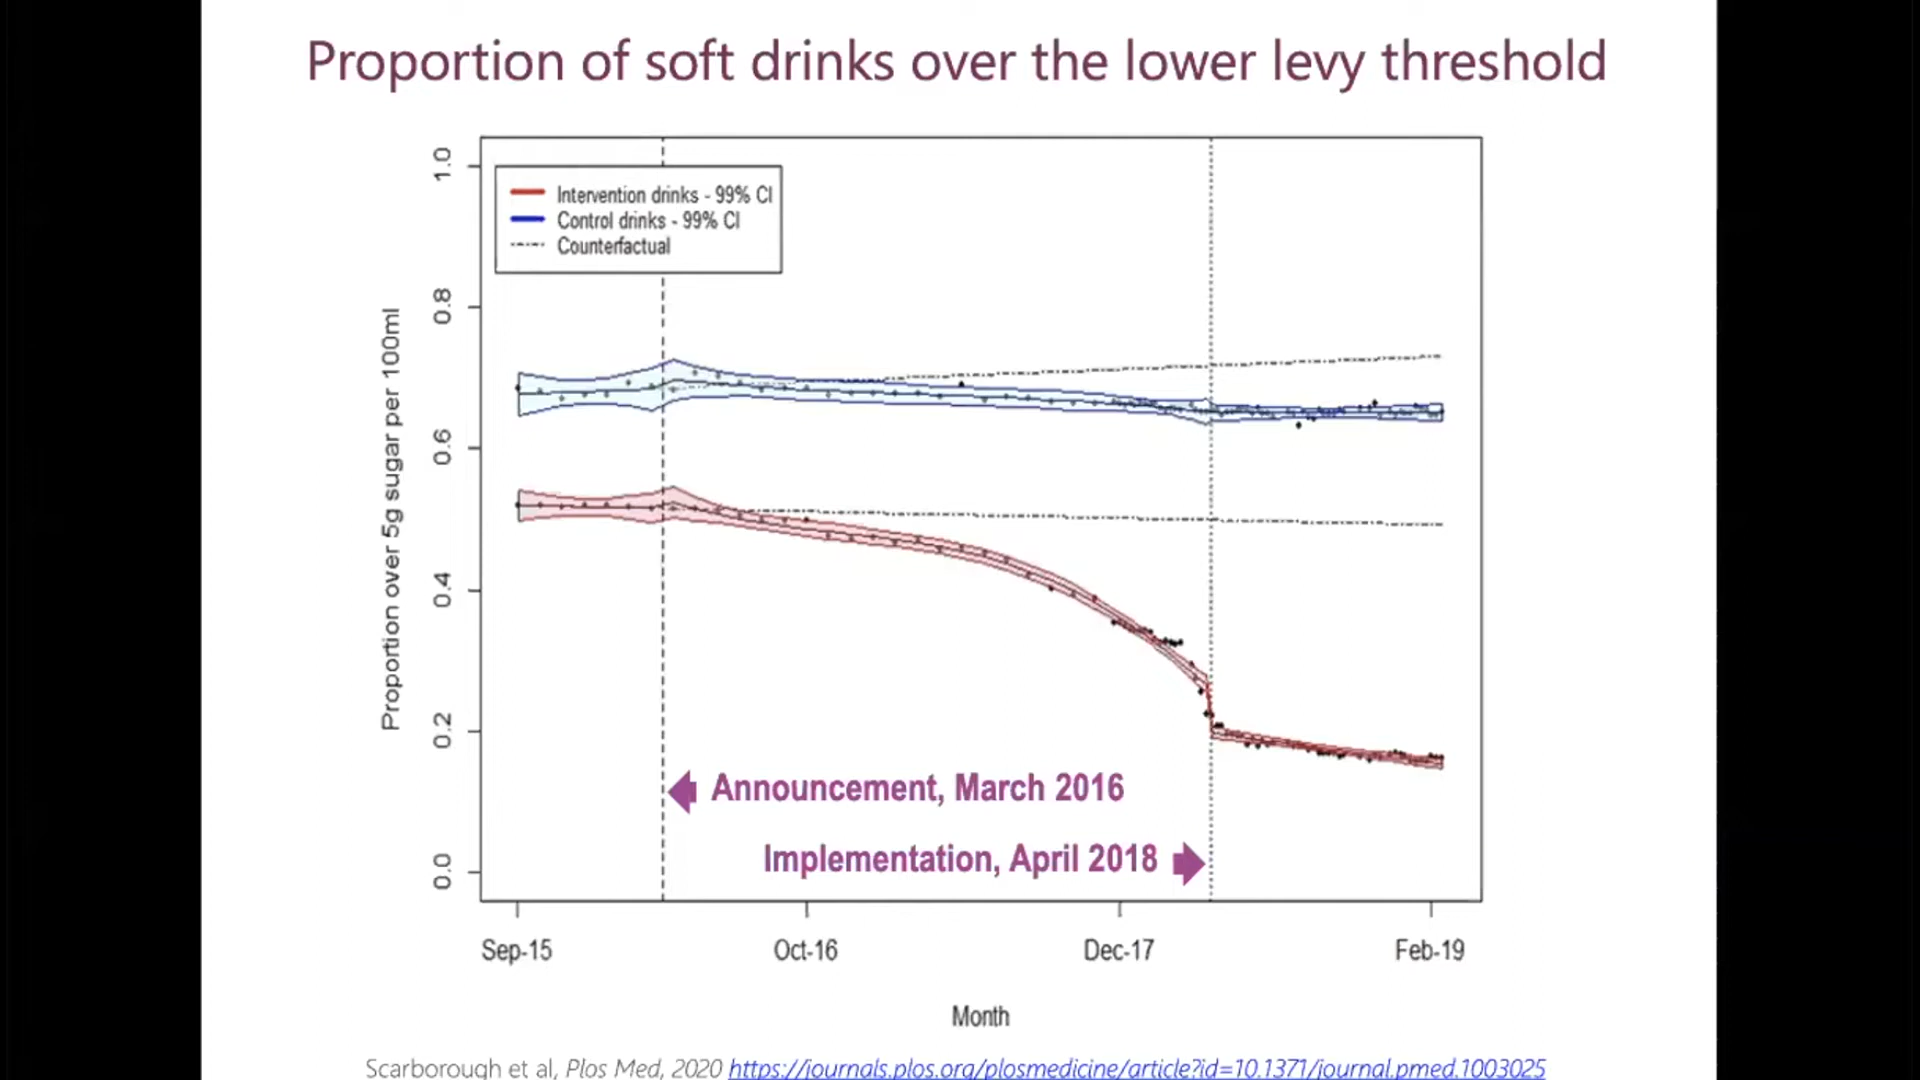 Proportion of soft drinks over the lower levy threshold
Intervention drinks - 99% CI
Control drinks - 99% CI
Counterfactual
Proportion over 5g sugar per 100ml
1.0
0.8
0.6
0.4
0.2
0.0
Announcement, March 2016
Implementation, April 2018
Sep-15 Oct-16 Dec-17 Feb-19
Month
Scarborough et al, Plos Med, 2020 https://journals.plos.org/plosmedicine/article?id=10.1371/journal.pmed.1003025